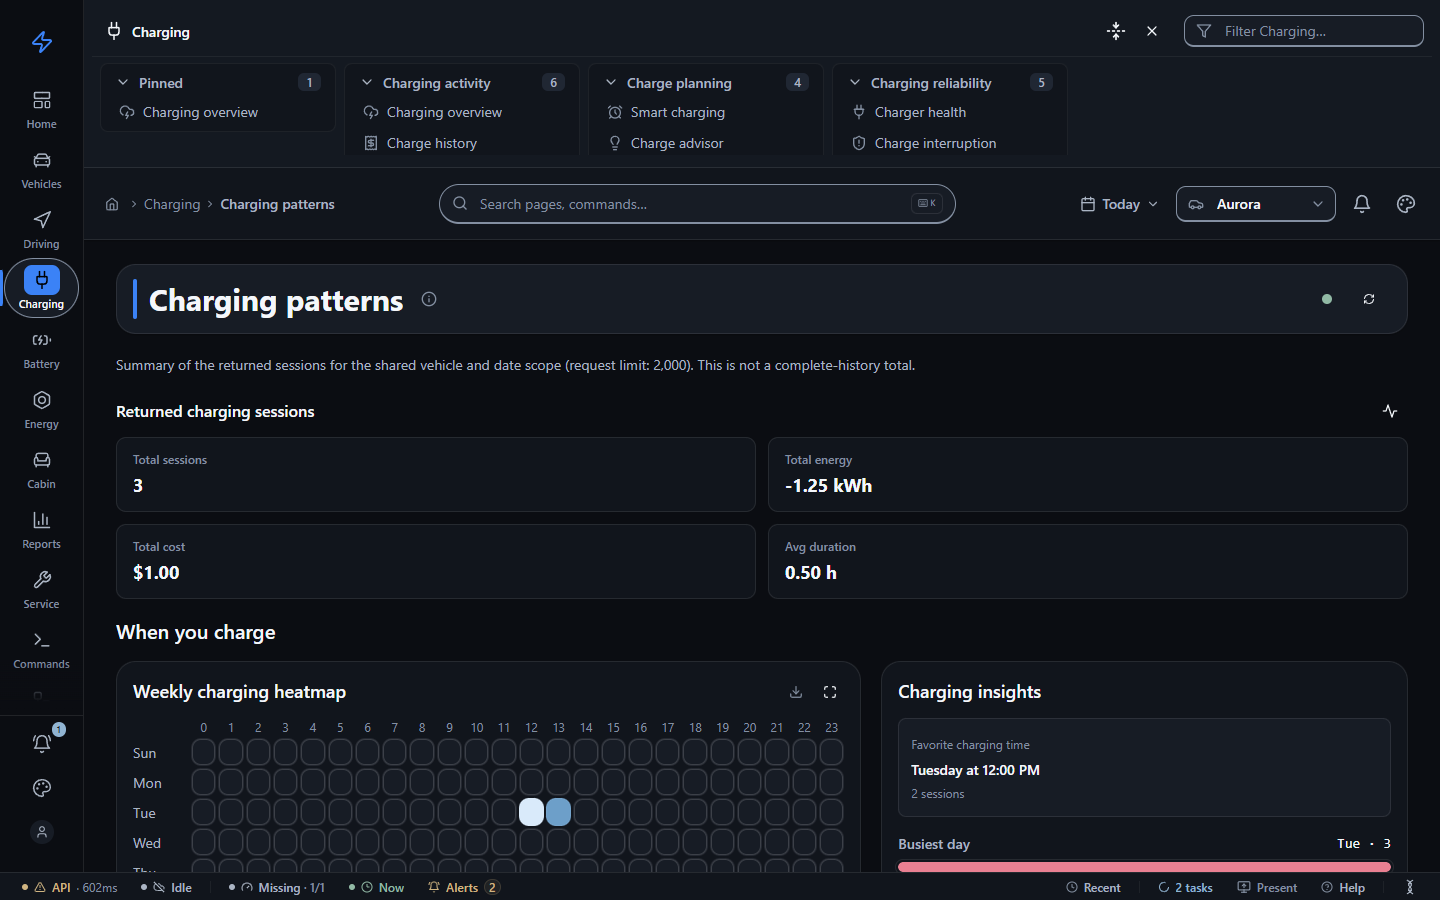 Charging
Filter Charging...
Pinned 1
Charging overview
Charging activity 6
Charging overview
Charge history
Charge planning 4
Smart charging
Charge advisor
Charging reliability 5
Charger health
Charge interruption
Home
Vehicles
Driving
Charging
Battery
Energy
Cabin
Reports
Service
Commands
1
Charging > Charging patterns
Search pages, commands...
K
Today
Aurora
Charging patterns
Summary of the returned sessions for the shared vehicle and date scope (request limit: 2,000). This is not a complete-history total.
Returned charging sessions
Total sessions
3
Total energy
-1.25 kWh
Total cost
$1.00
Avg duration
0.50 h
When you charge
Weekly charging heatmap
0 1 2 3 4 5 6 7 8 9 10 11 12 13 14 15 16 17 18 19 20 21 22 23
Sun
Mon
Tue
Wed
Thu
Charging insights
Favorite charging time
Tuesday at 12:00 PM
2 sessions
Busiest day Tue · 3
API · 602ms Idle Missing · 1/1 Now Alerts 2 Recent 2 tasks Present Help